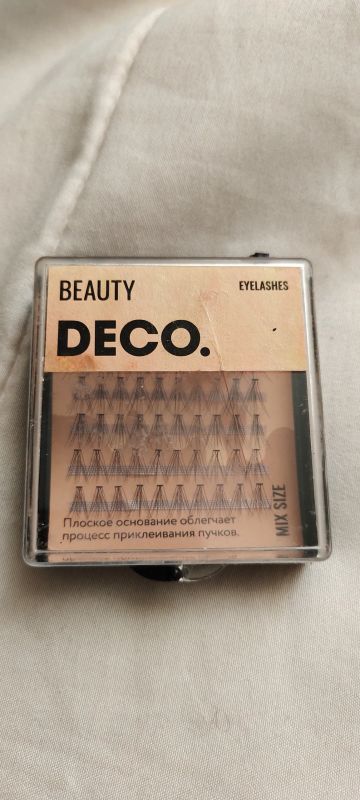 BEAUTY
EYELASHES
DECO.
MIX SIZE
Плоское основание облегчает
процесс приклеивания пучков.